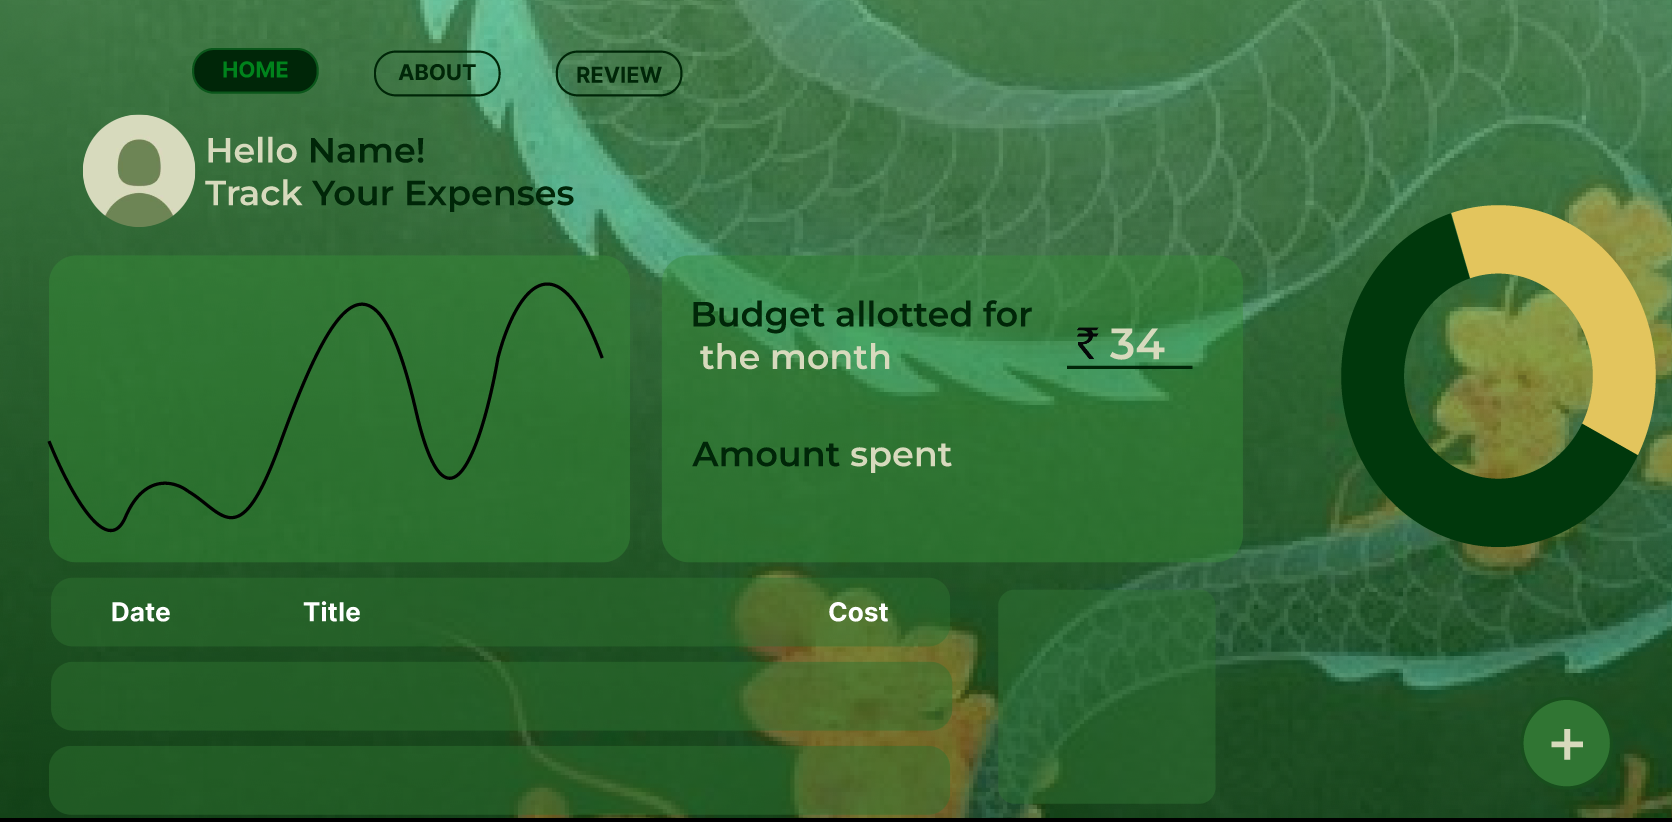 HOME
ABOUT
REVIEW
Hello Name!
Track Your Expenses
Budget allotted for
the month
₹ 34
Amount spent
Date Title Cost
+